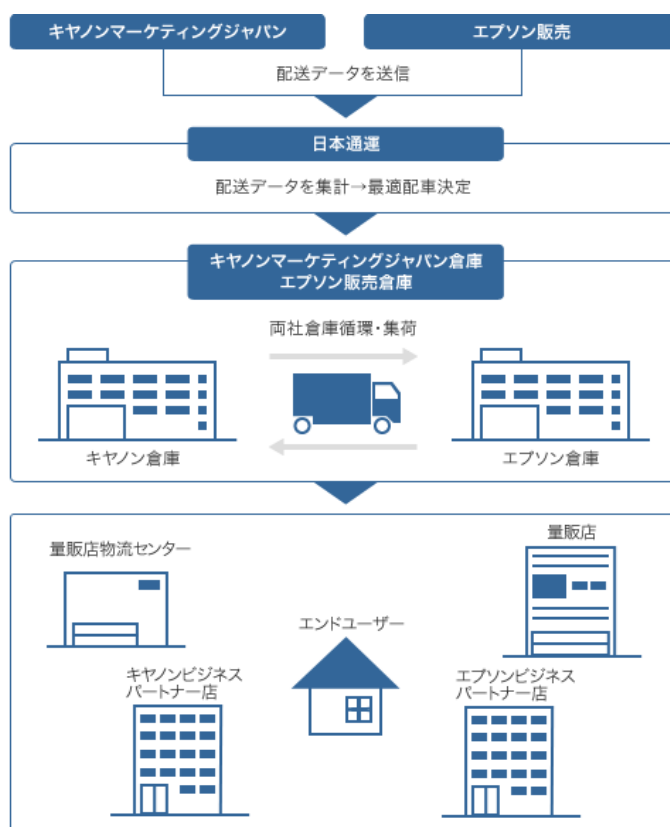 キヤノンマーケティングジャパン
エプソン販売
配送データを送信
日本通運
配送データを集計→最適配車決定
キヤノンマーケティングジャパン倉庫
エプソン販売倉庫
両社倉庫循環・集荷
キヤノン倉庫
エプソン倉庫
量販店物流センター
量販店
エンドユーザー
キヤノンビジネス
パートナー店
エプソンビジネス
パートナー店